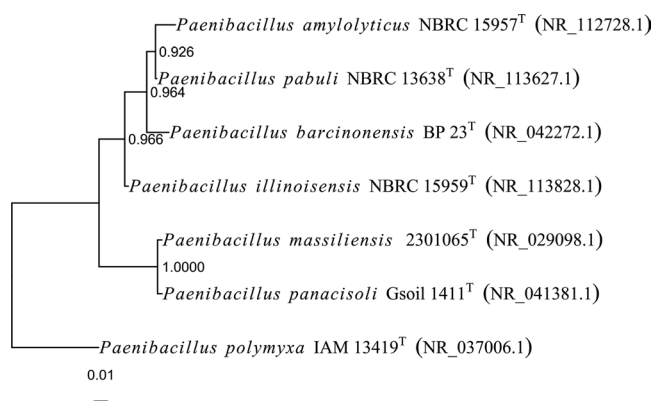 Paenibacillus amylolyticus NBRC 15957ᵀ (NR_112728.1)
0.926
Paenibacillus pabuli NBRC 13638ᵀ (NR_113627.1)
0.964
Paenibacillus barcinonensis BP 23ᵀ (NR_042272.1)
0.966
Paenibacillus illinoisensis NBRC 15959ᵀ (NR_113828.1)
Paenibacillus massiliensis 2301065ᵀ (NR_029098.1)
1.0000
Paenibacillus panacisoli Gsoil 1411ᵀ (NR_041381.1)
Paenibacillus polymyxa IAM 13419ᵀ (NR_037006.1)
0.01